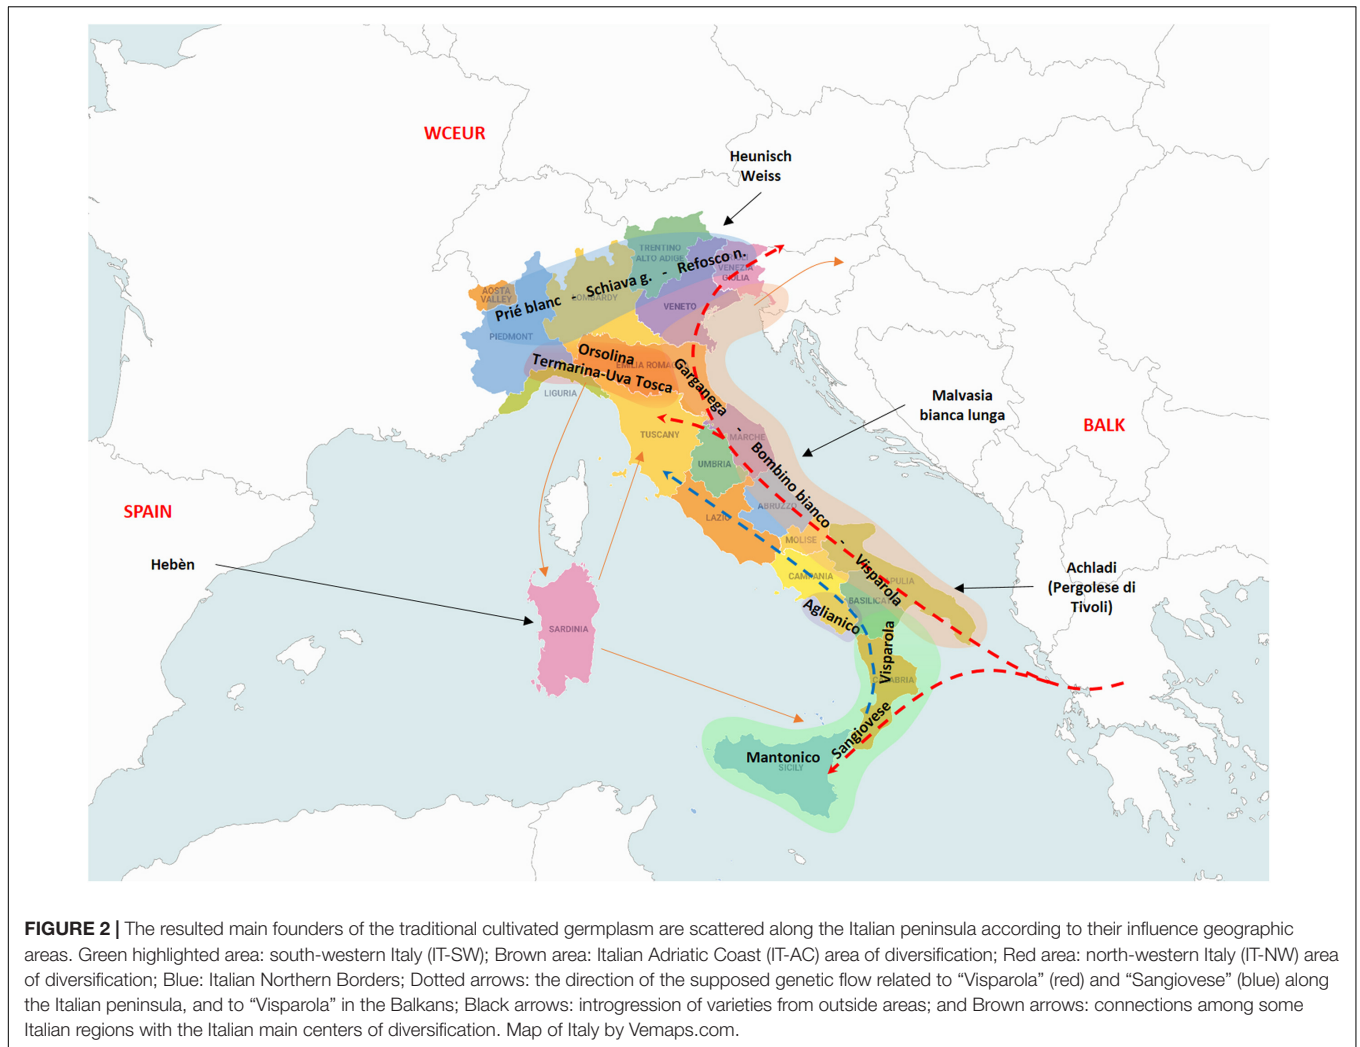 WCEUR
Heunisch
Weiss
TRENTINO
ALTO ADIGE
VENEZIA
GIULIA
AOSTA
VALLEY
Prié blanc - Schiava g. - Refosco n.
LOMBARDY
VENETO
PIEDMONT
Orsolina
EMILIA ROMAG
Termarina-Uva Tosca
LIGURIA
Garganega - Bombino bianco - Visparola
Malvasia
bianca lunga
BALK
TUSCANY
MARCHE
UMBRIA
SPAIN
ABRUZZO
LAZIO
MOLISE
Hebèn
Achladi
(Pergolese di
Tivoli)
CAMPANIA
PULIA
BASILICA
Aglianico
SARDINIA
Visparola
CALABRIA
Sangiovese
Mantonico
SICILY
FIGURE 2 | The resulted main founders of the traditional cultivated germplasm are scattered along the Italian peninsula according to their influence geographic
areas. Green highlighted area: south-western Italy (IT-SW); Brown area: Italian Adriatic Coast (IT-AC) area of diversification; Red area: north-western Italy (IT-NW) area
of diversification; Blue: Italian Northern Borders; Dotted arrows: the direction of the supposed genetic flow related to “Visparola” (red) and “Sangiovese” (blue) along
the Italian peninsula, and to “Visparola” in the Balkans; Black arrows: introgression of varieties from outside areas; and Brown arrows: connections among some
Italian regions with the Italian main centers of diversification. Map of Italy by Vemaps.com.